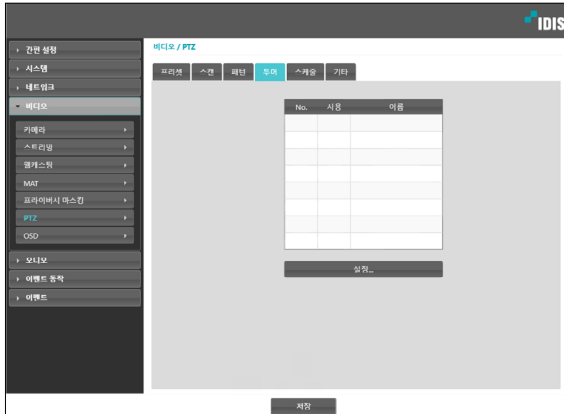 IDIS
간편 설정
시스템
네트워크
비디오
카메라
스트리밍
웹캐스팅
MAT
프라이버시 마스킹
PTZ
OSD
오디오
이벤트 동작
이벤트
비디오 / PTZ
프리셋 스캔 패턴 투어 스케줄 기타
No. 사용 이름
설정...
저장